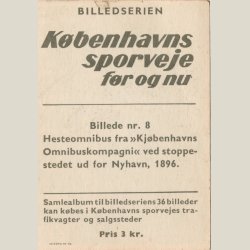 BILLEDSERIEN
Københavns
sporveje
før og nu
Billede nr. 8
Hesteomnibus fra »Kjøbenhavns
Omnibuskompagni« ved stoppe-
stedet ud for Nyhavn, 1896.
Samlealbum til billedseriens 36 billeder
kan købes i Københavns sporvejes tra-
fikvagter og salgssteder
Pris 3 kr.